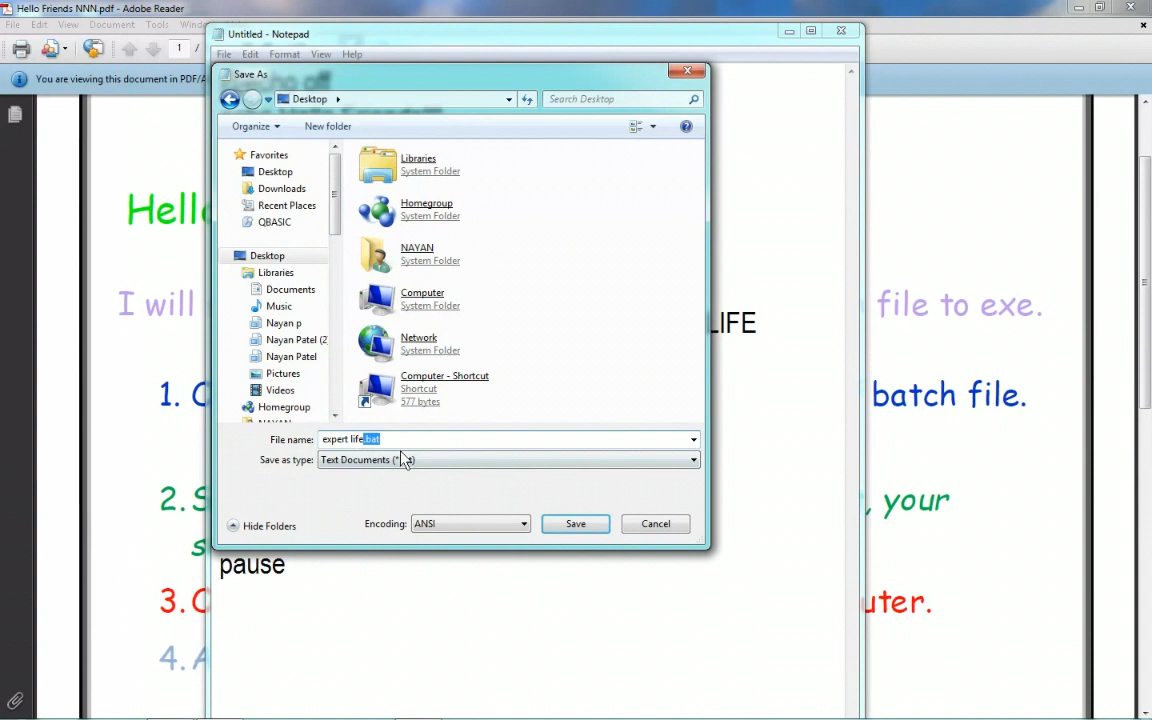 Hello Friends NNN.pdf - Adobe Reader
File Edit View Document Tools Window
1 /
You are viewing this document in PDF/A
Untitled - Notepad
File Edit Format View Help
Save As
Desktop
Search Desktop
Organize New folder
Favorites
Desktop
Downloads
Recent Places
QBASIC
Desktop
Libraries
Documents
Music
Nayan p
Nayan Patel (2
Nayan Patel
Pictures
Videos
Homegroup
Libraries
System Folder
Homegroup
System Folder
NAYAN
System Folder
Computer
System Folder
Network
System Folder
Computer - Shortcut
Shortcut
577 bytes
File name: expert life.bat
Save as type: Text Documents (*
Hide Folders Encoding: ANSI Save Cancel
LIFE
pause
Hello
I will file to exe.
1. batch file.
2. , your
3. uter.
4. A